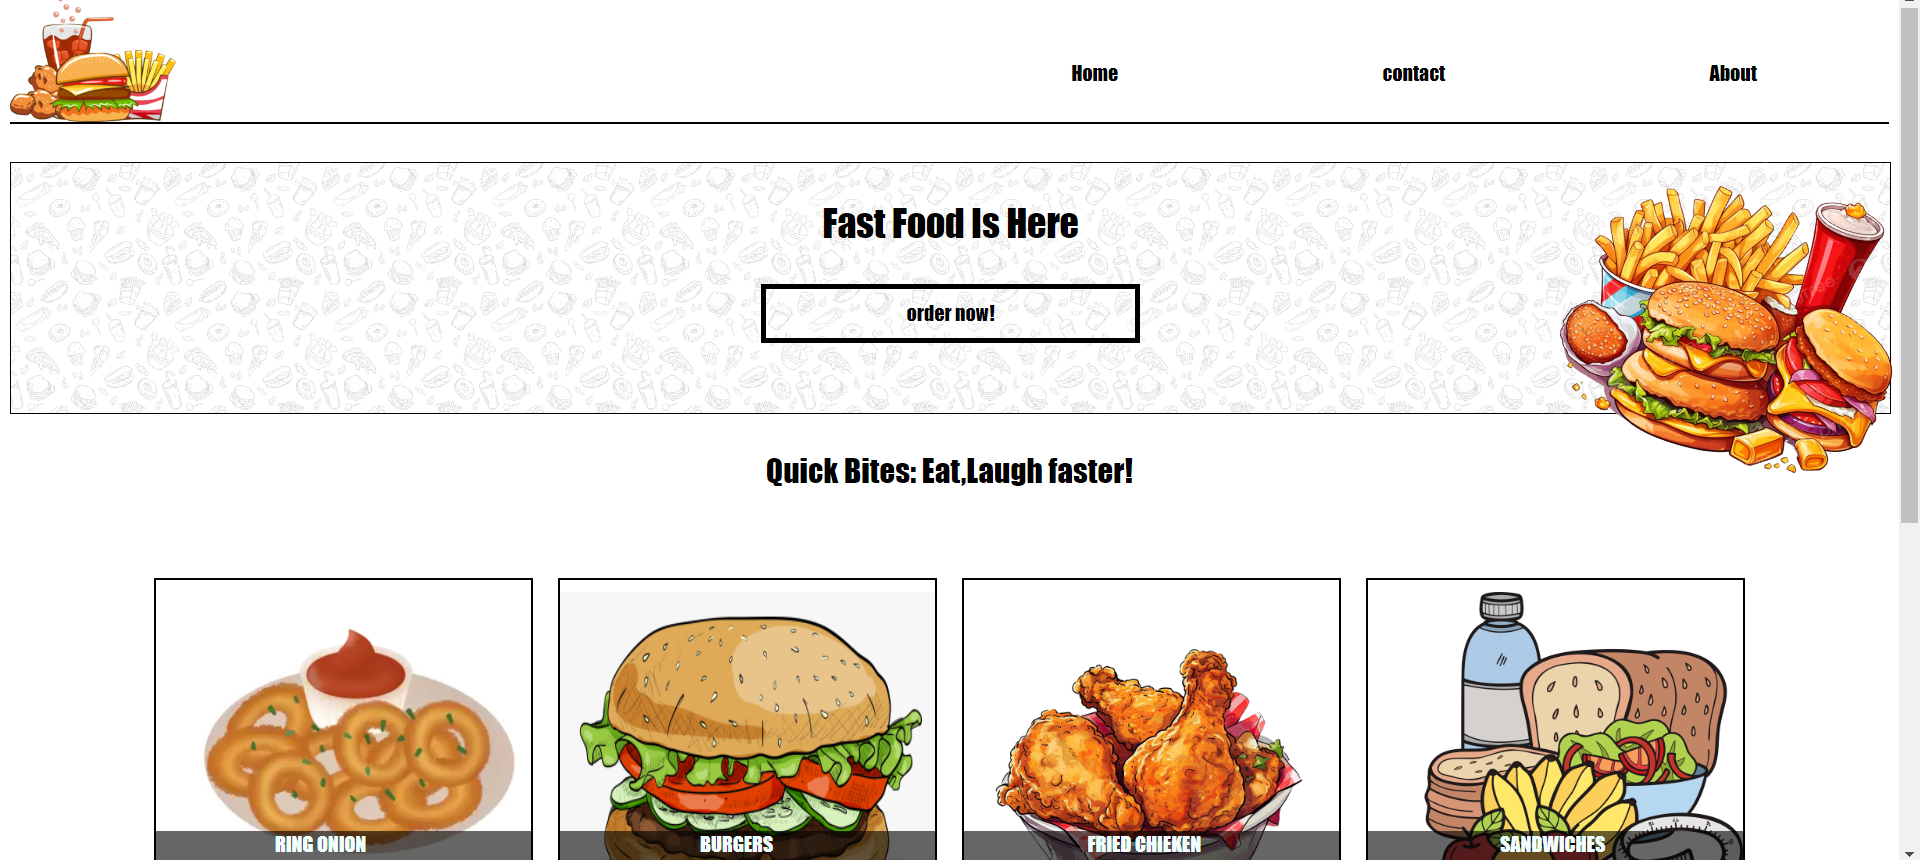 Home contact About
Fast Food Is Here
order now!
Quick Bites: Eat,Laugh faster!
RING ONION BURGERS FRIED CHIEKEN SANDWICHES